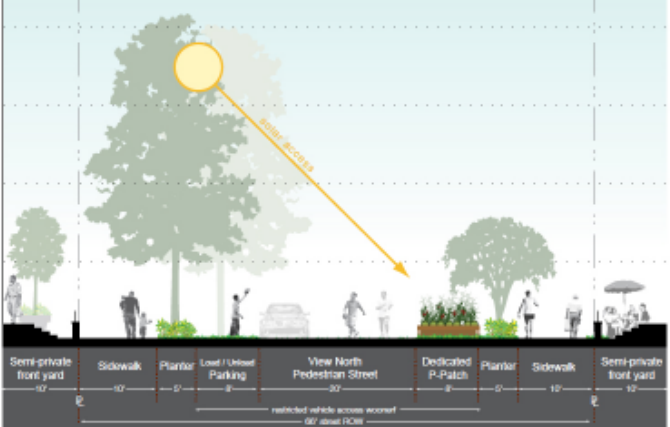 solar access
Semi-private
front yard
Sidewalk
Planter
Load / Unload
Parking
View North
Pedestrian Street
Dedicated
P-Patch
Planter
Sidewalk
Semi-private
front yard
10' 10' 5' 8' 20' 8' 5' 10' 10'
restricted vehicle access woonerf
66' street ROW